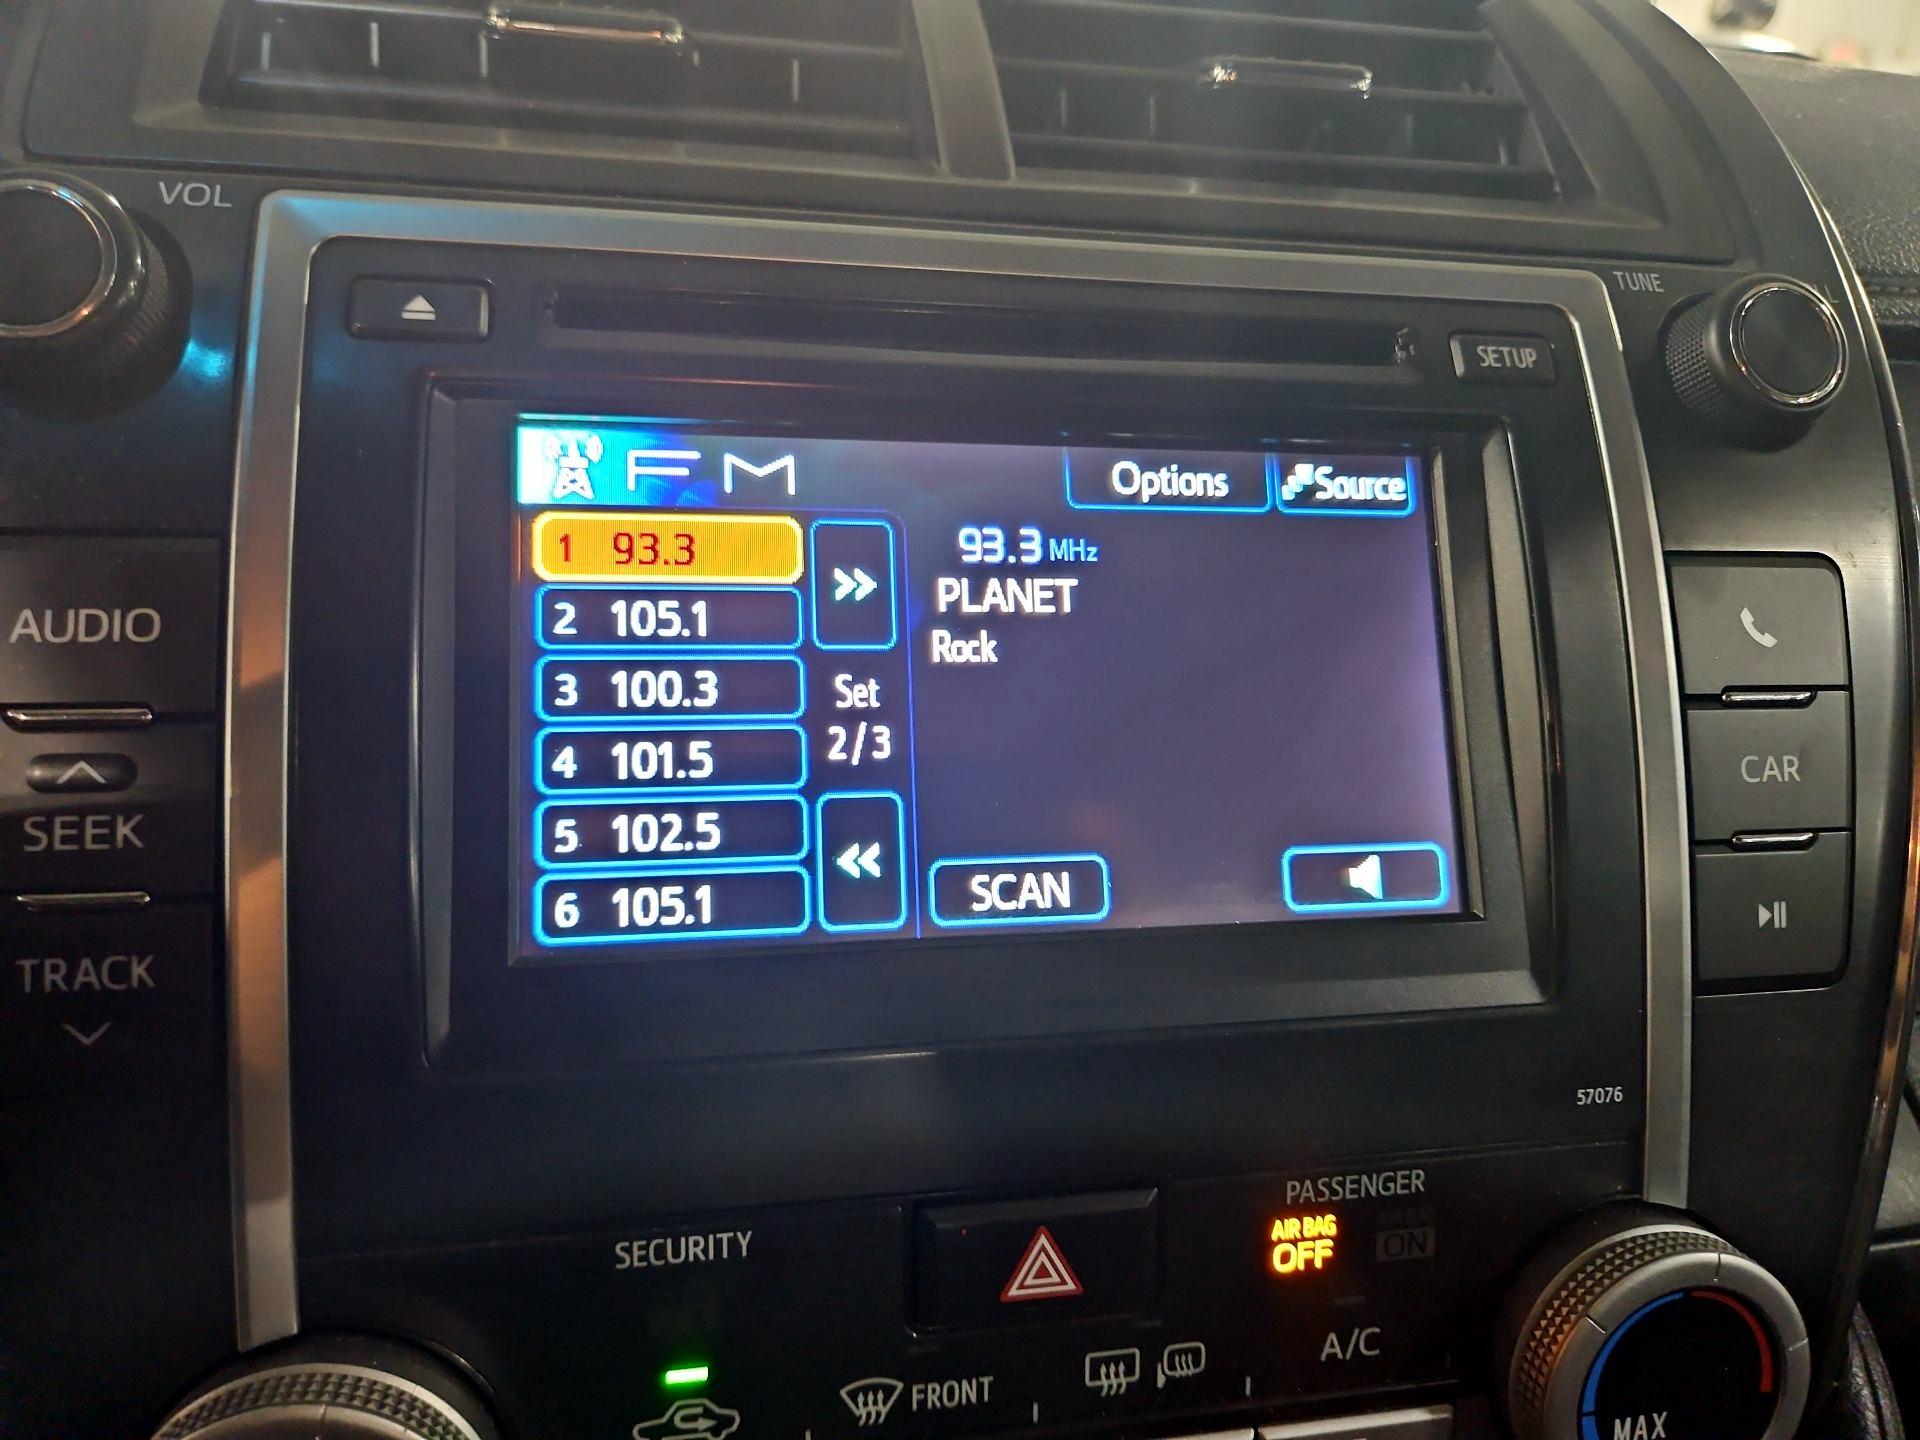 VOL
TUNE
SETUP
FM
Options
Source
1 93.3
2 105.1
3 100.3
4 101.5
5 102.5
6 105.1
Set
2/3
93.3 MHz
PLANET
Rock
SCAN
AUDIO
SEEK
TRACK
CAR
57076
SECURITY
PASSENGER
AIR BAG
OFF
ON
A/C
FRONT
MAX